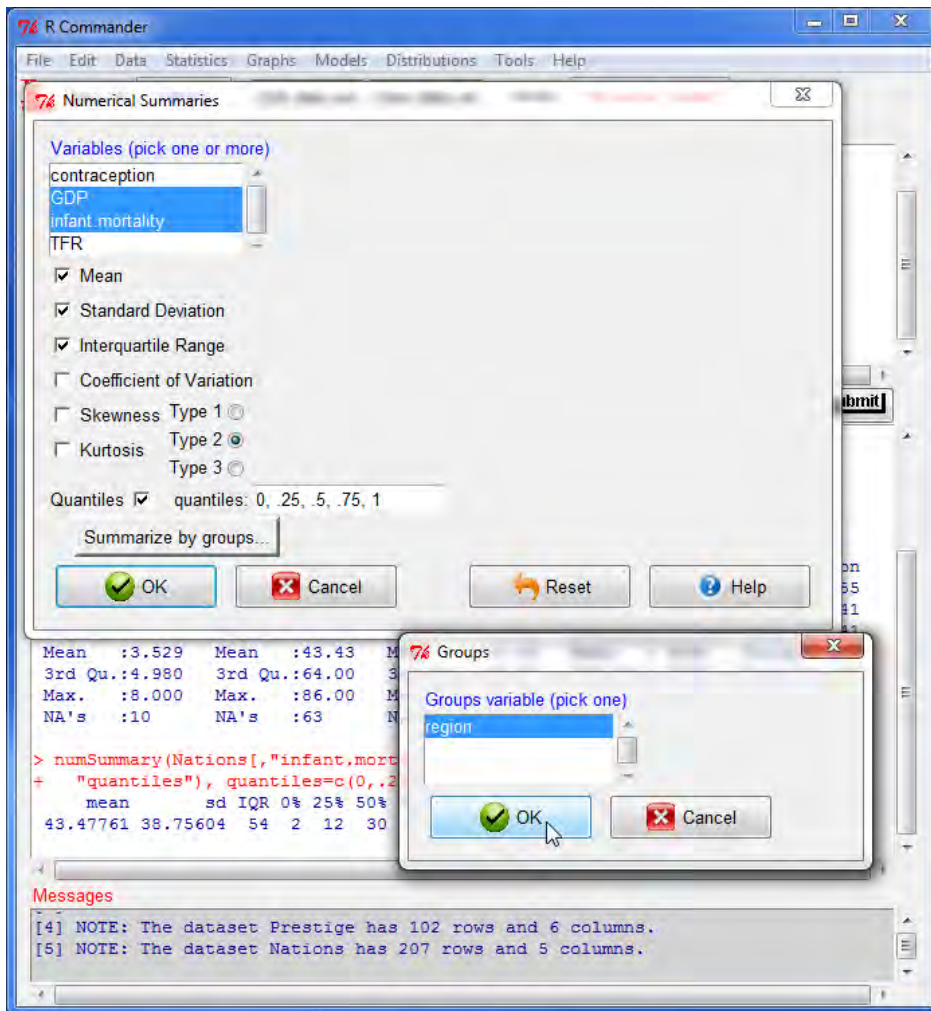 R Commander
File Edit Data Statistics Graphs Models Distributions Tools Help
Numerical Summaries
Variables (pick one or more)
contraception
GDP
infant.mortality
TFR
Mean
Standard Deviation
Interquartile Range
Coefficient of Variation
Skewness Type 1
Type 2
Kurtosis
Type 3
Quantiles quantiles: 0, .25, .5, .75, 1
Summarize by groups...
OK Cancel Reset Help
bmit
on
55
41
Mean :3.529 Mean :43.43 M
3rd Qu.:4.980 3rd Qu.:64.00 3
Max. :8.000 Max. :86.00 M
NA's :10 NA's :63 N
Groups
Groups variable (pick one)
region
OK Cancel
> numSummary(Nations[,"infant.mort
+ "quantiles"), quantiles=c(0,.2
mean sd IQR 0% 25% 50%
43.47761 38.75604 54 2 12 30
Messages
[4] NOTE: The dataset Prestige has 102 rows and 6 columns.
[5] NOTE: The dataset Nations has 207 rows and 5 columns.